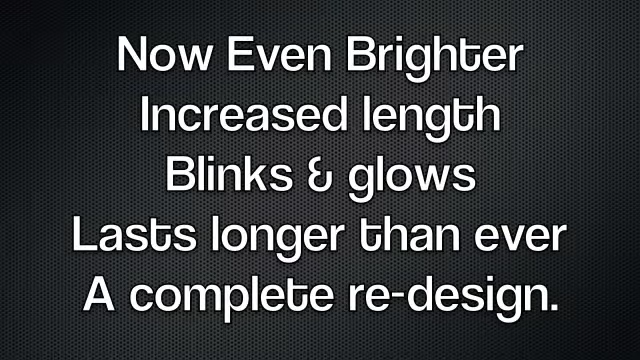 Now Even Brighter
Increased length
Blinks & glows
Lasts longer than ever
A complete re-design.